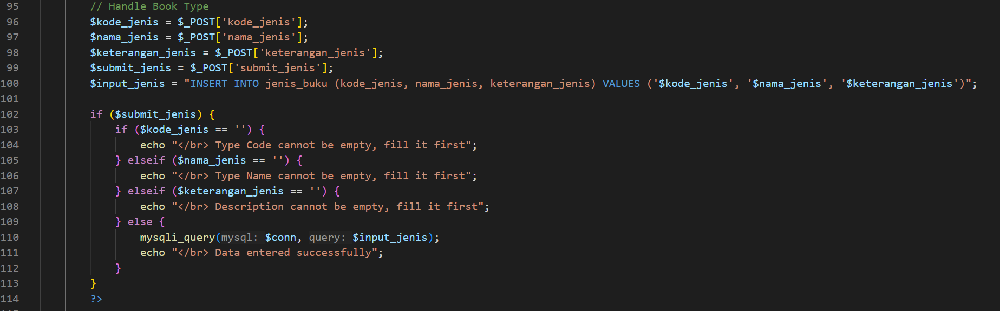 95 // Handle Book Type
96 $kode_jenis = $_POST['kode_jenis'];
97 $nama_jenis = $_POST['nama_jenis'];
98 $keterangan_jenis = $_POST['keterangan_jenis'];
99 $submit_jenis = $_POST['submit_jenis'];
100 $input_jenis = "INSERT INTO jenis_buku (kode_jenis, nama_jenis, keterangan_jenis) VALUES ('$kode_jenis', '$nama_jenis', '$keterangan_jenis')";
101
102 if ($submit_jenis) {
103 if ($kode_jenis == '') {
104 echo "</br> Type Code cannot be empty, fill it first";
105 } elseif ($nama_jenis == '') {
106 echo "</br> Type Name cannot be empty, fill it first";
107 } elseif ($keterangan_jenis == '') {
108 echo "</br> Description cannot be empty, fill it first";
109 } else {
110 mysqli_query(mysql: $conn, query: $input_jenis);
111 echo "</br> Data entered successfully";
112 }
113 }
114 ?>